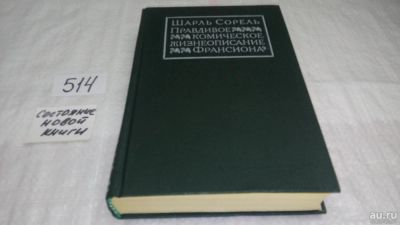 Шарль Сорель
Правдивое
комическое
жизнеописание
Франсиона
514
состояние
новой
книги
au.ru